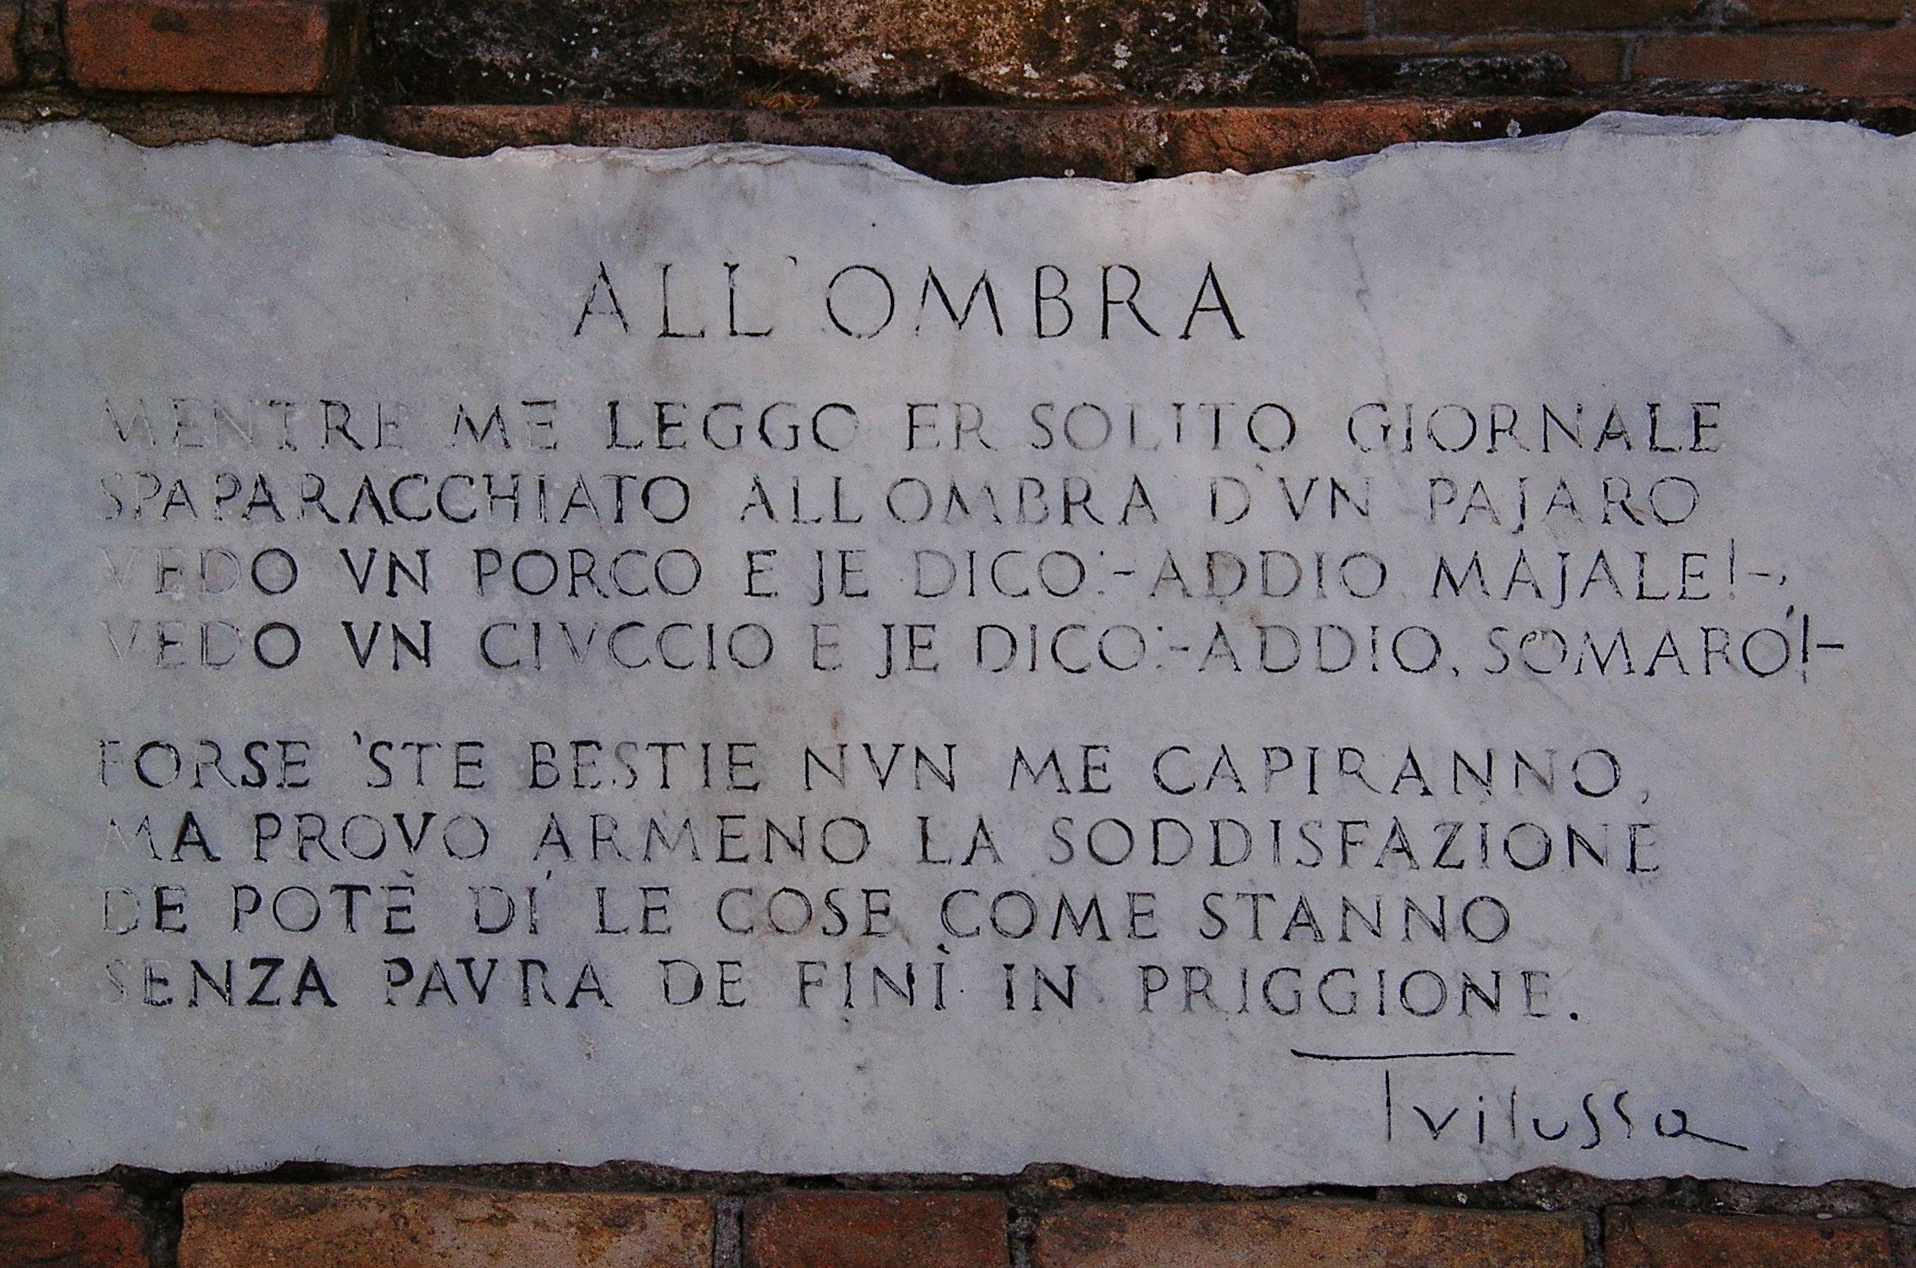 ALL'OMBRA
MENTRE ME LEGGO ER SOLITO GIORNALE
SPAPARACCHIATO ALL'OMBRA D'VN PAJARO
VEDO VN PORCO E JE DICO:-ADDIO MAJALE!-,
VEDO VN CIVCCIO E JE DICO:-ADDIO, SOMARO!-
FORSE 'STE BESTIE NVN ME CAPIRANNO,
MA PROVO ARMENO LA SODDISFAZIONE
DE POTÈ DÍ LE COSE COME STANNO
SENZA PAVRA DE FINÌ IN PRIGGIONE.
Trilussa